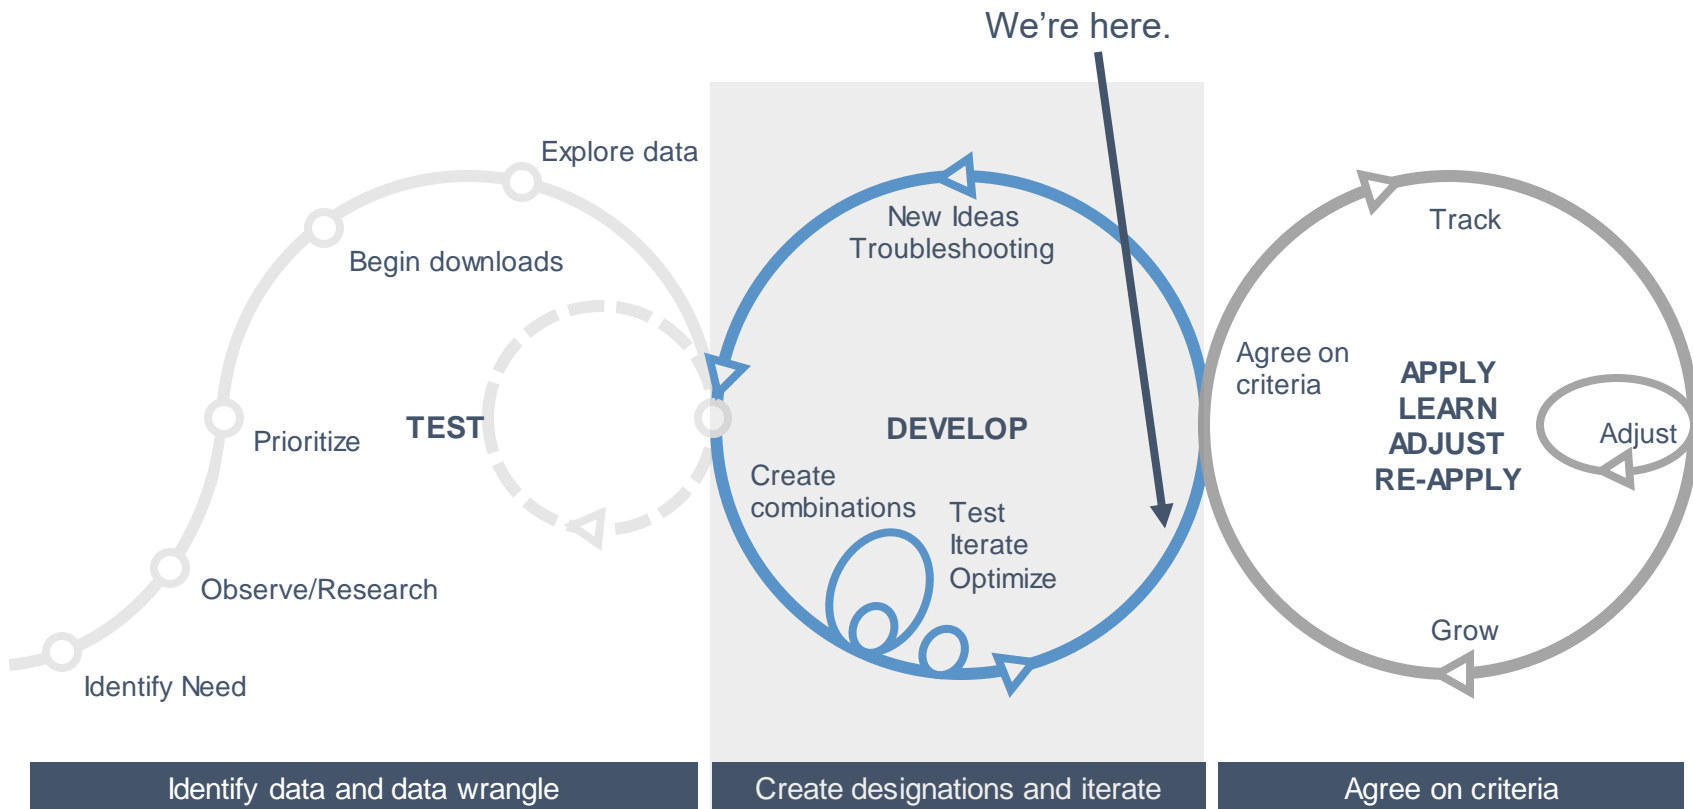 We're here.
Explore data
Begin downloads
Prioritize
TEST
Observe/Research
Identify Need
New Ideas
Troubleshooting
DEVELOP
Create
combinations
Test
Iterate
Optimize
Track
Agree on
criteria
APPLY
LEARN
ADJUST
RE-APPLY
Adjust
Grow
Identify data and data wrangle
Create designations and iterate
Agree on criteria